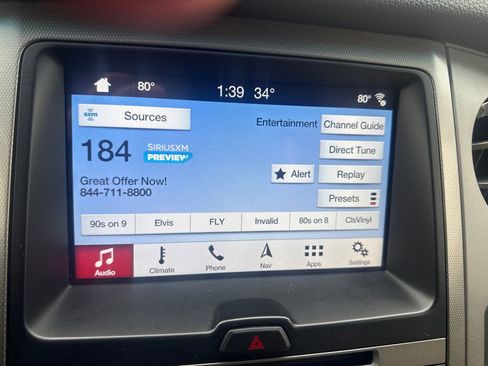 80° 1:39 34° 80°
sxm Sources
Entertainment Channel Guide
184 SIRIUSXM PREVIEW
Direct Tune
Great Offer Now!
844-711-8800
Alert Replay
Presets
90s on 9 Elvis FLY Invalid 80s on 8 ClsVinyl
Audio Climate Phone Nav Apps Settings